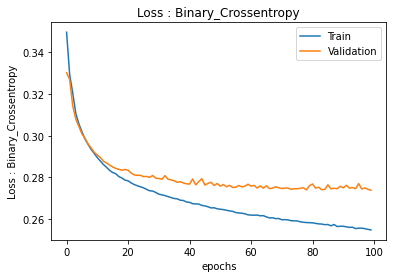 Loss : Binary_Crossentropy
Train
Validation
Loss : Binary_Crossentropy
0.34
0.32
0.30
0.28
0.26
0
20
40
60
80
100
epochs